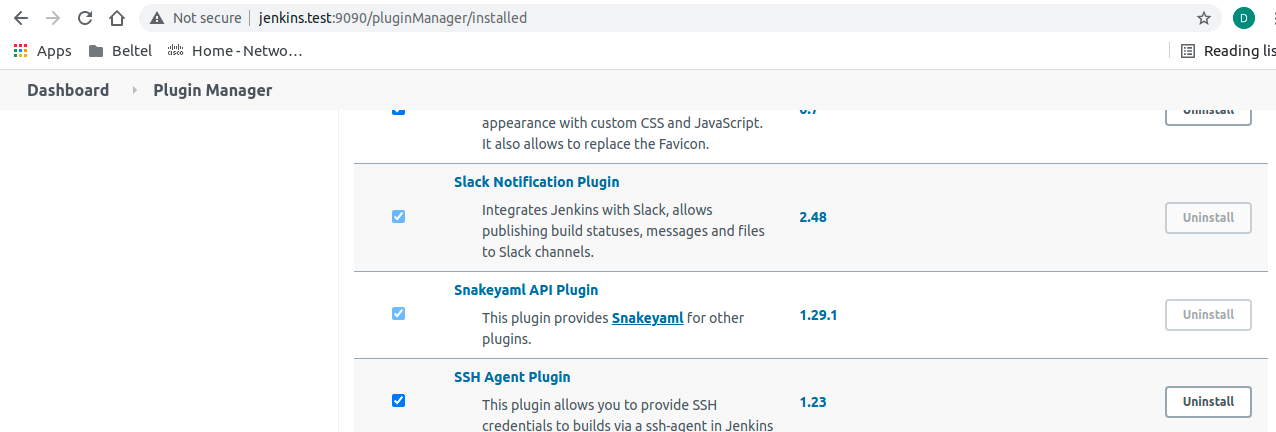 Not secure jenkins.test:9090/pluginManager/installed D
Apps Beltel cisco Home - Netwo… Reading lis
Dashboard Plugin Manager
appearance with custom CSS and JavaScript.
It also allows to replace the Favicon.
Slack Notification Plugin
Integrates Jenkins with Slack, allows
publishing build statuses, messages and files
to Slack channels.
2.48 Uninstall
Snakeyaml API Plugin
This plugin provides Snakeyaml for other
plugins.
1.29.1 Uninstall
SSH Agent Plugin
This plugin allows you to provide SSH
credentials to builds via a ssh-agent in Jenkins
1.23 Uninstall